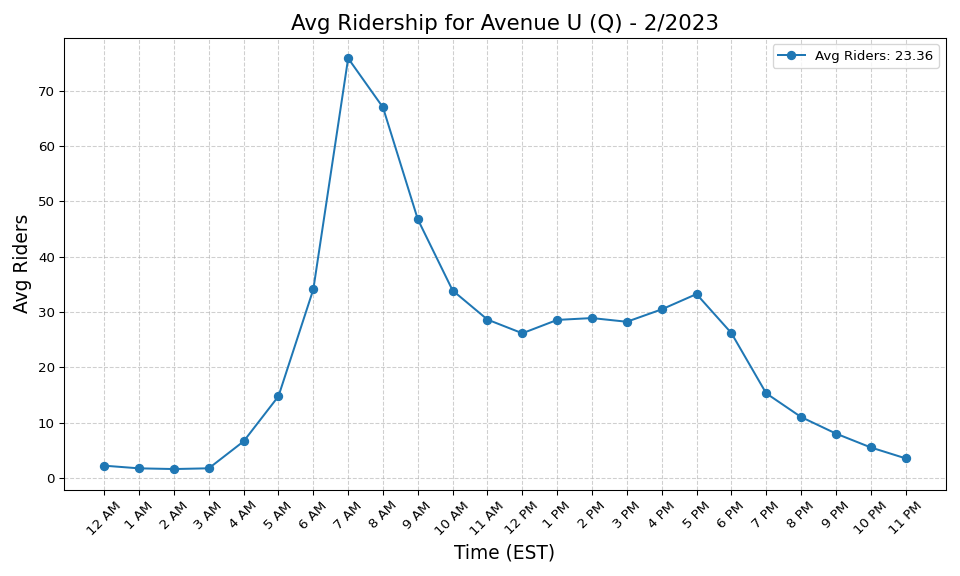 Avg Ridership for Avenue U (Q) - 2/2023
Avg Riders: 23.36
Avg Riders
70
60
50
40
30
20
10
0
12 AM 1 AM 2 AM 3 AM 4 AM 5 AM 6 AM 7 AM 8 AM 9 AM 10 AM 11 AM 12 PM 1 PM 2 PM 3 PM 4 PM 5 PM 6 PM 7 PM 8 PM 9 PM 10 PM 11 PM
Time (EST)